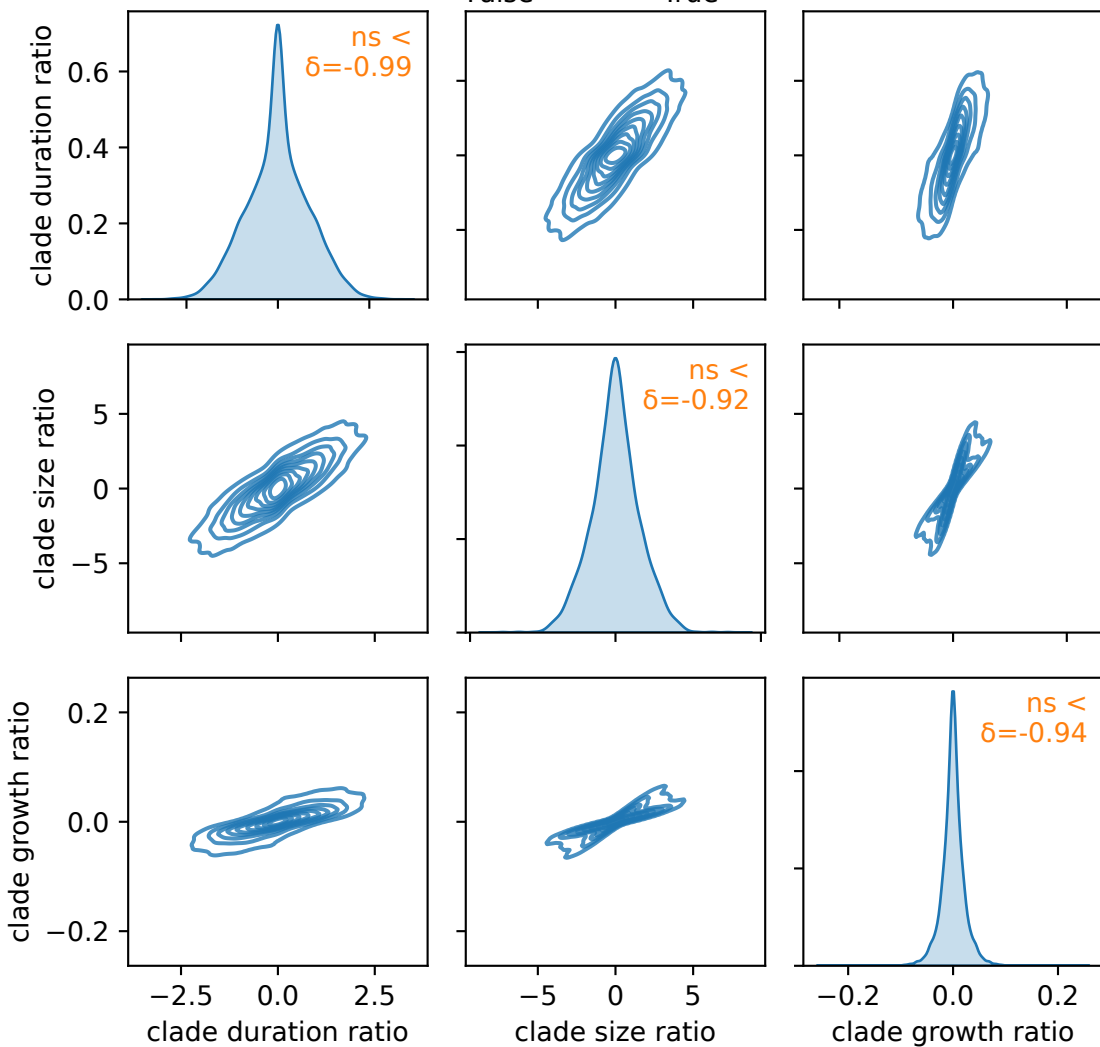 clade duration ratio
0.6
0.4
0.2
0.0
ns <
δ=-0.99
clade size ratio
5
0
−5
ns <
δ=-0.92
clade growth ratio
0.2
0.0
−0.2
ns <
δ=-0.94
−2.5 0.0 2.5
−5 0 5
−0.2 0.0 0.2
clade duration ratio
clade size ratio
clade growth ratio